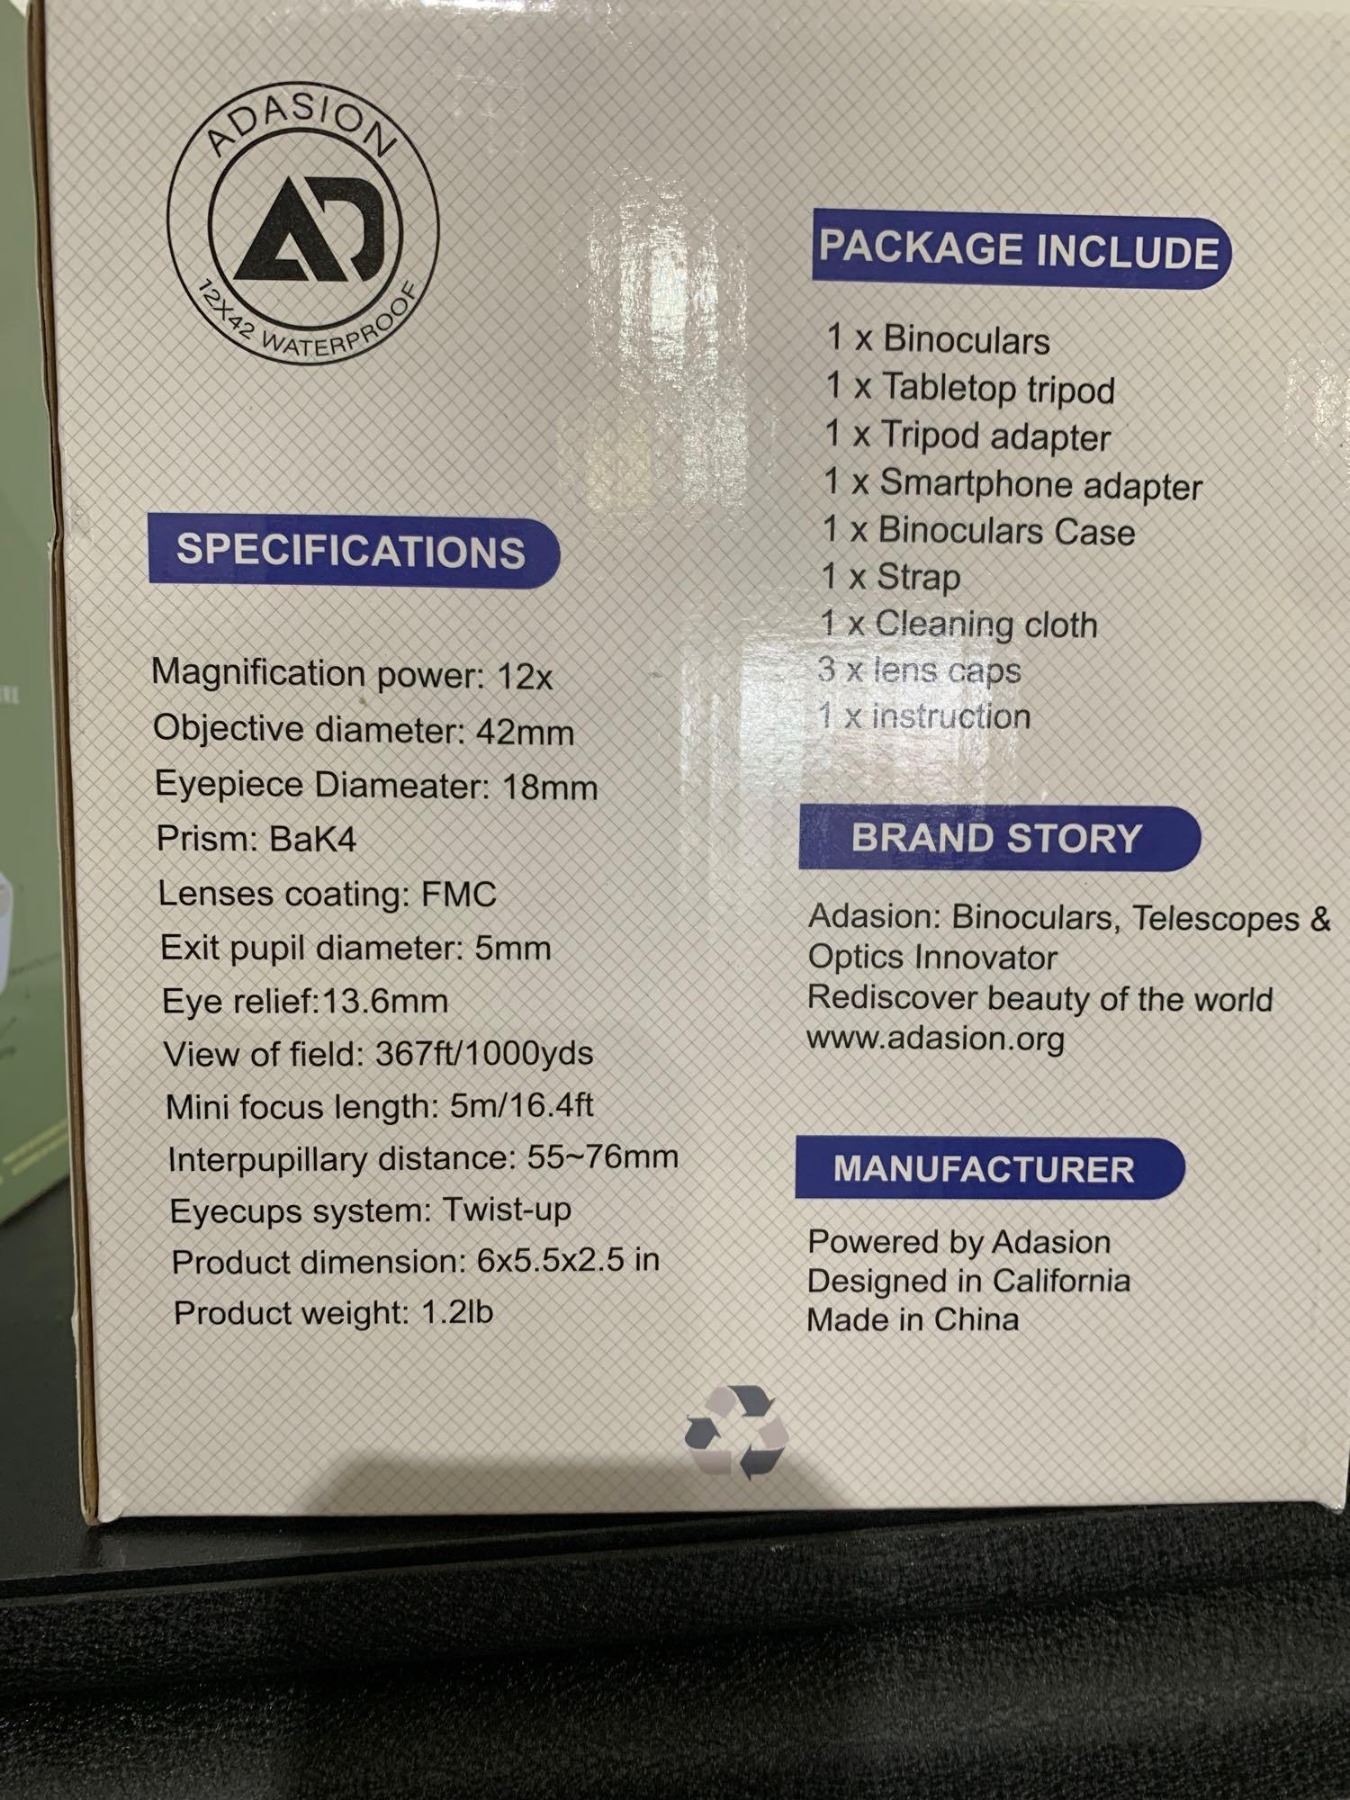 ADASION
AD
12X42 WATERPROOF
SPECIFICATIONS
Magnification power: 12x
Objective diameter: 42mm
Eyepiece Diameater: 18mm
Prism: BaK4
Lenses coating: FMC
Exit pupil diameter: 5mm
Eye relief:13.6mm
View of field: 367ft/1000yds
Mini focus length: 5m/16.4ft
Interpupillary distance: 55~76mm
Eyecups system: Twist-up
Product dimension: 6x5.5x2.5 in
Product weight: 1.2lb
PACKAGE INCLUDE
1 x Binoculars
1 x Tabletop tripod
1 x Tripod adapter
1 x Smartphone adapter
1 x Binoculars Case
1 x Strap
1 x Cleaning cloth
3 x lens caps
1 x instruction
BRAND STORY
Adasion: Binoculars, Telescopes &
Optics Innovator
Rediscover beauty of the world
www.adasion.org
MANUFACTURER
Powered by Adasion
Designed in California
Made in China